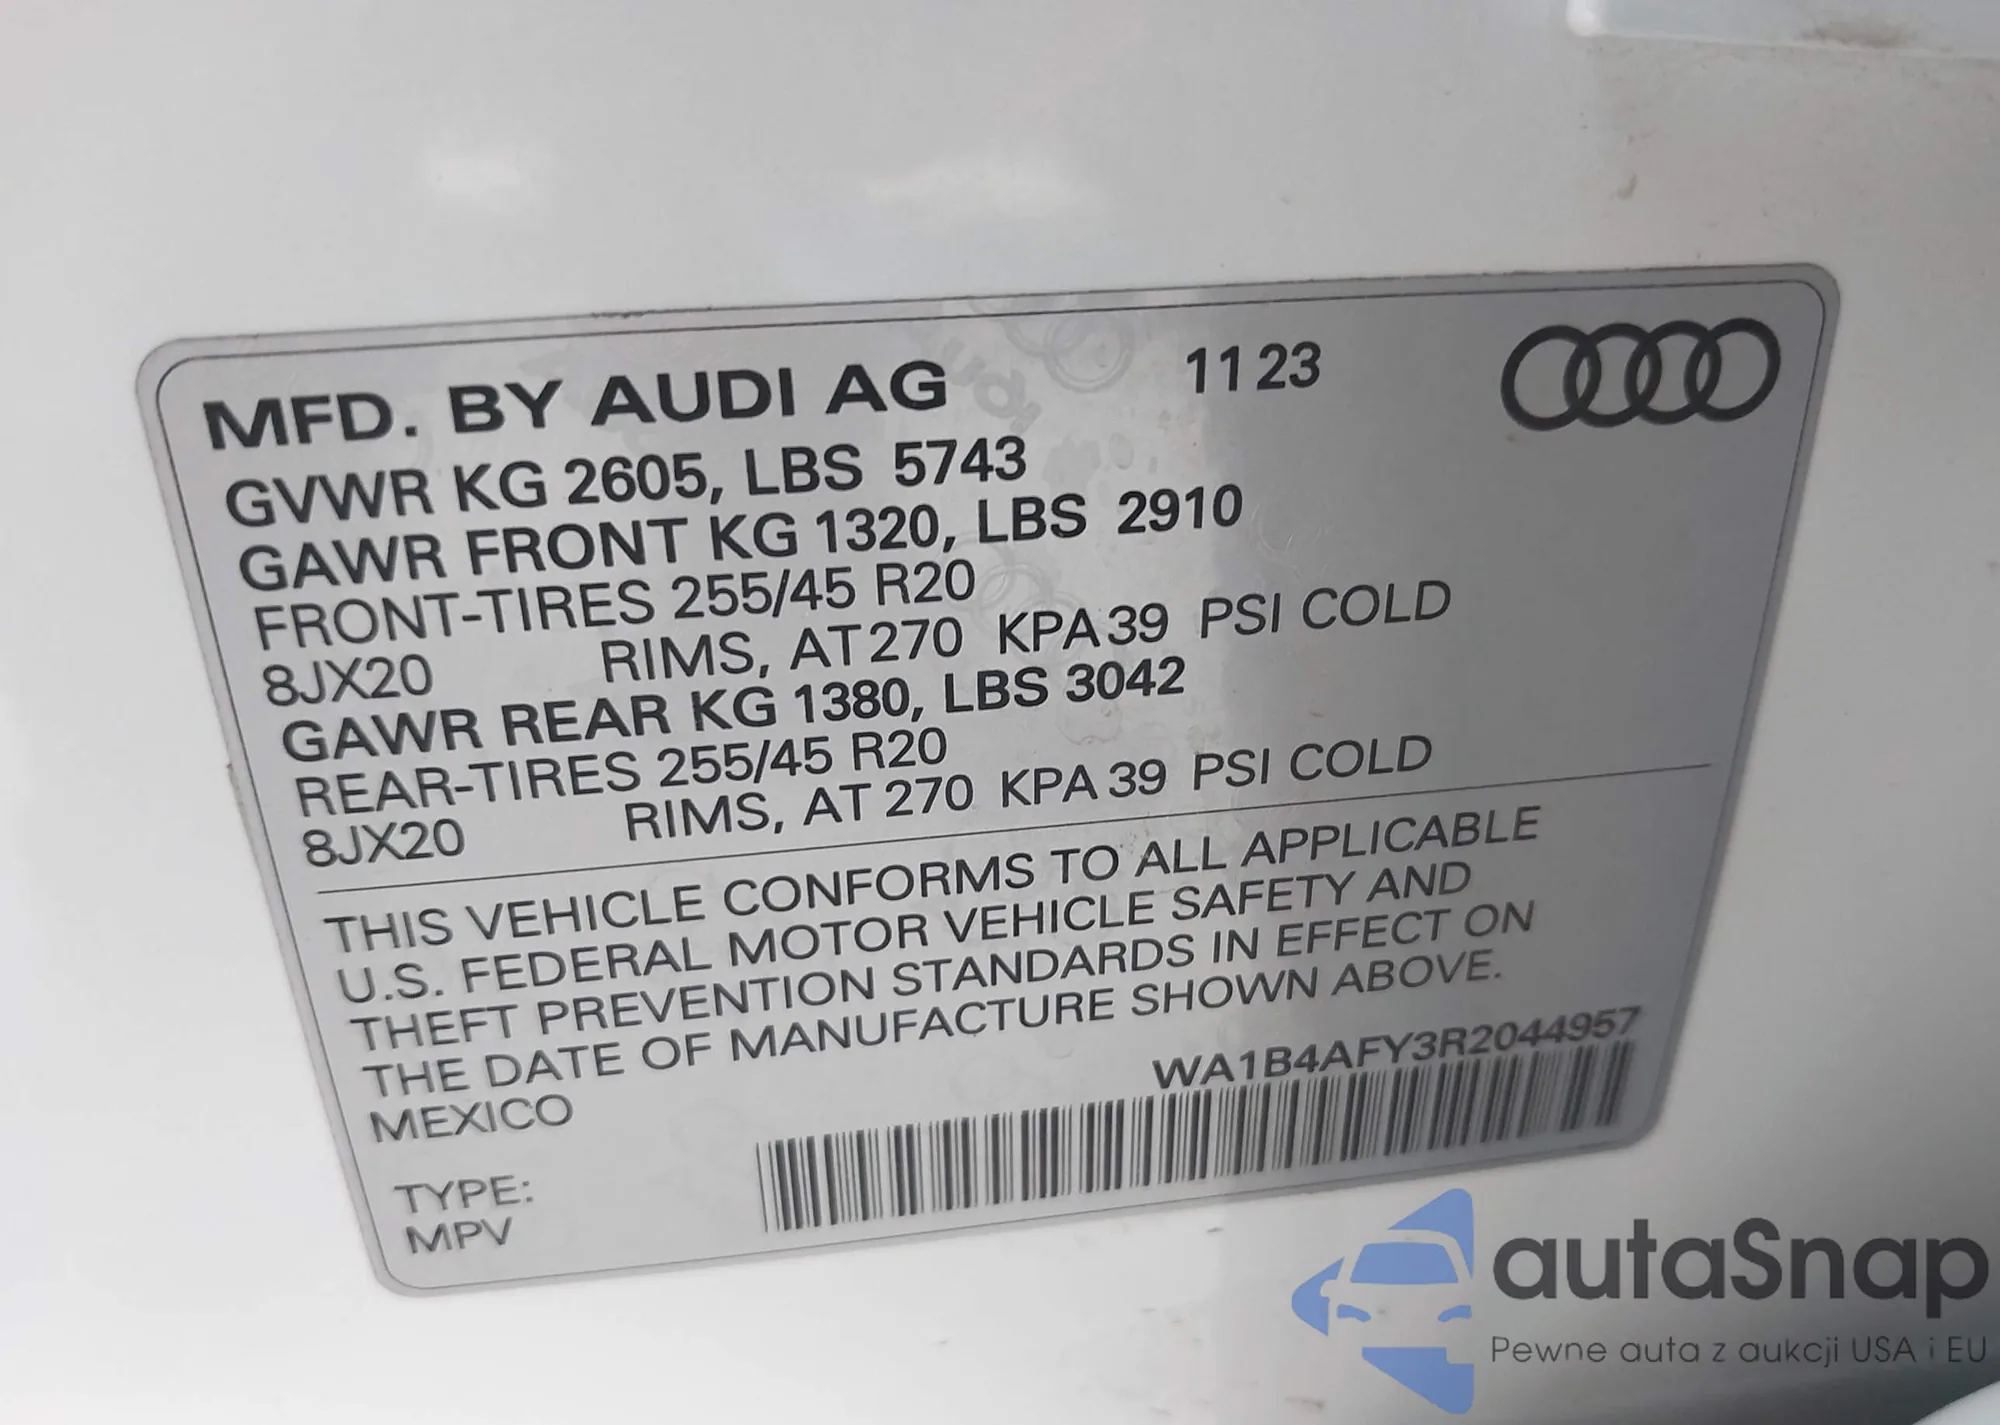 MFD. BY AUDI AG 11 23
GVWR KG 2605, LBS 5743
GAWR FRONT KG 1320, LBS 2910
FRONT-TIRES 255/45 R20
8JX20 RIMS, AT 270 KPA 39 PSI COLD
GAWR REAR KG 1380, LBS 3042
REAR-TIRES 255/45 R20
8JX20 RIMS, AT 270 KPA 39 PSI COLD
THIS VEHICLE CONFORMS TO ALL APPLICABLE
U.S. FEDERAL MOTOR VEHICLE SAFETY AND
THEFT PREVENTION STANDARDS IN EFFECT ON
THE DATE OF MANUFACTURE SHOWN ABOVE.
MEXICO WA1B4AFY3R2044957
TYPE:
MPV
autaSnap
Pewne auta z aukcji USA i EU